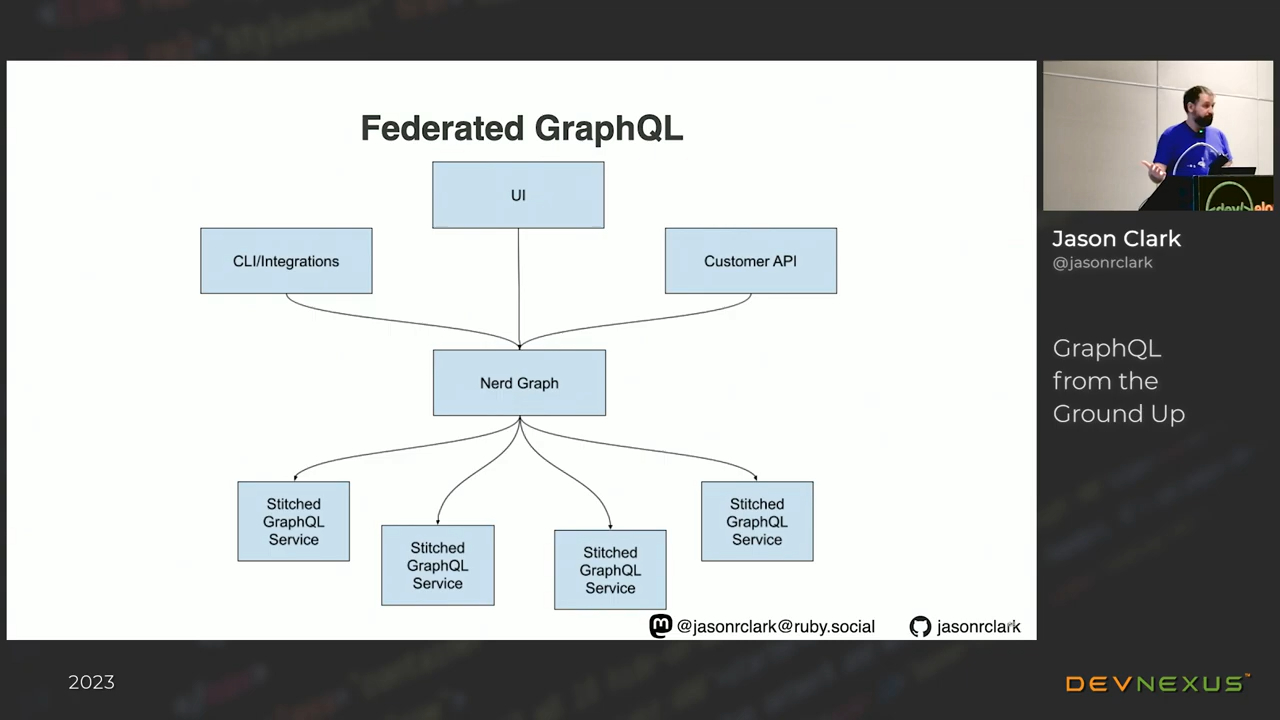 Federated GraphQL
UI
CLI/Integrations
Customer API
Nerd Graph
Stitched
GraphQL
Service
Stitched
GraphQL
Service
Stitched
GraphQL
Service
Stitched
GraphQL
Service
@jasonrclark@ruby.social
jasonrclark
Jason Clark
@jasonrclark
GraphQL
from the
Ground Up
2023
DEVNEXUS™